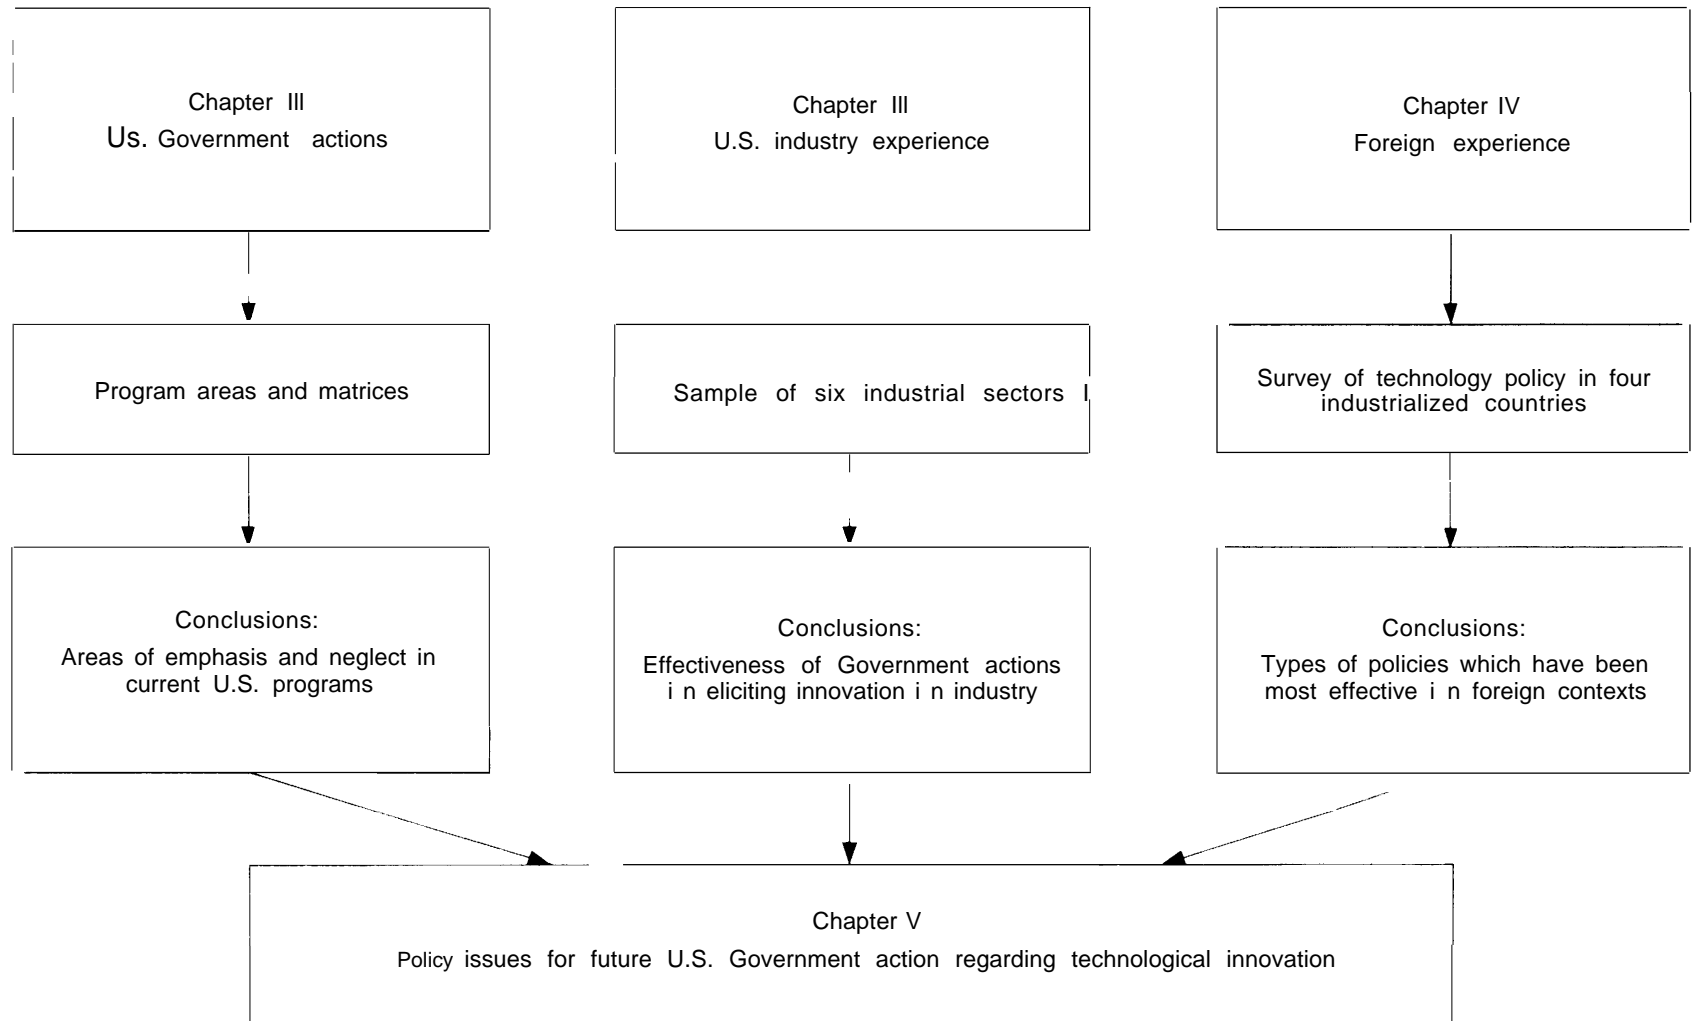 Chapter III
Us. Government actions
Chapter III
U.S. industry experience
Chapter IV
Foreign experience
Program areas and matrices
Sample of six industrial sectors I
Survey of technology policy in four
industrialized countries
Conclusions:
Areas of emphasis and neglect in
current U.S. programs
Conclusions:
Effectiveness of Government actions
i n eliciting innovation i n industry
Conclusions:
Types of policies which have been
most effective i n foreign contexts
Chapter V
Policy issues for future U.S. Government action regarding technological innovation